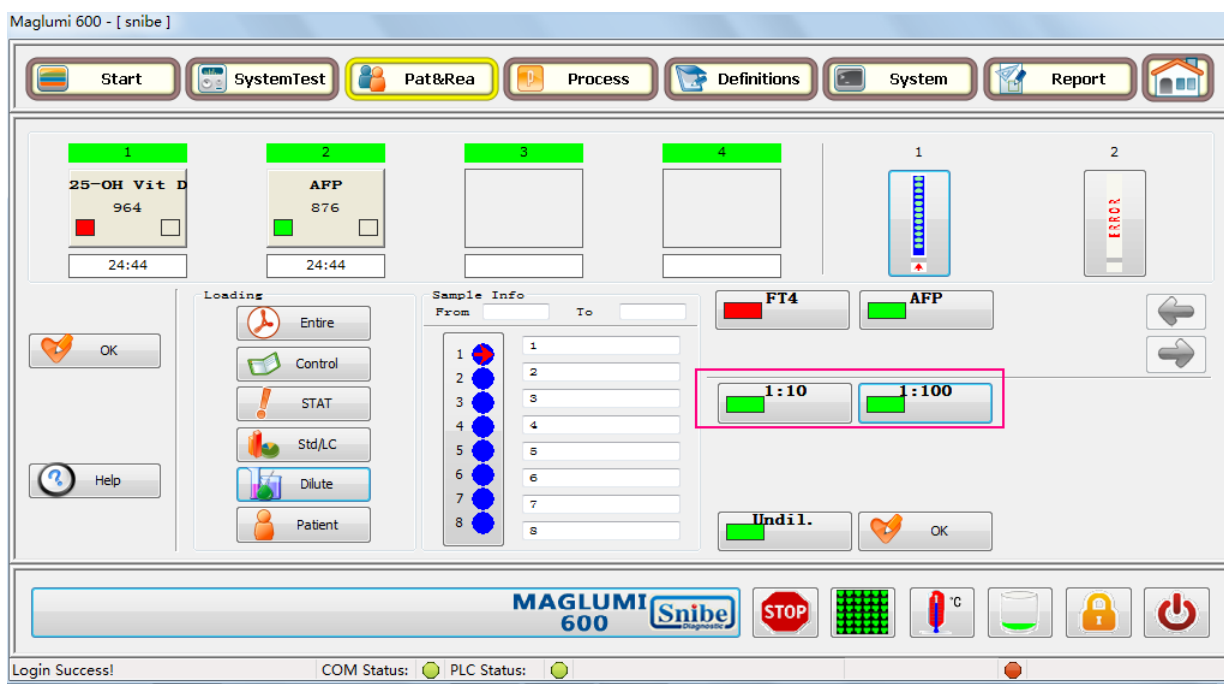 Maglumi 600 - [ snibe ]
Start SystemTest Pat&Rea Process Definitions System Report
1 2 3 4 1 2
25-OH Vit D AFP
964 876
ERROR
24:44 24:44
Loading Sample Info FT4 AFP
From To
Entire
OK
1 1
Control
2 2
1:10 1:100
STAT
3 3
4 4
Std/LC
5 5
Help
Dilute
6 6
7 7
Undil. OK
Patient
8 8
MAGLUMI
600
Snibe
Diagnostic
STOP
°C
Login Success! COM Status: PLC Status: